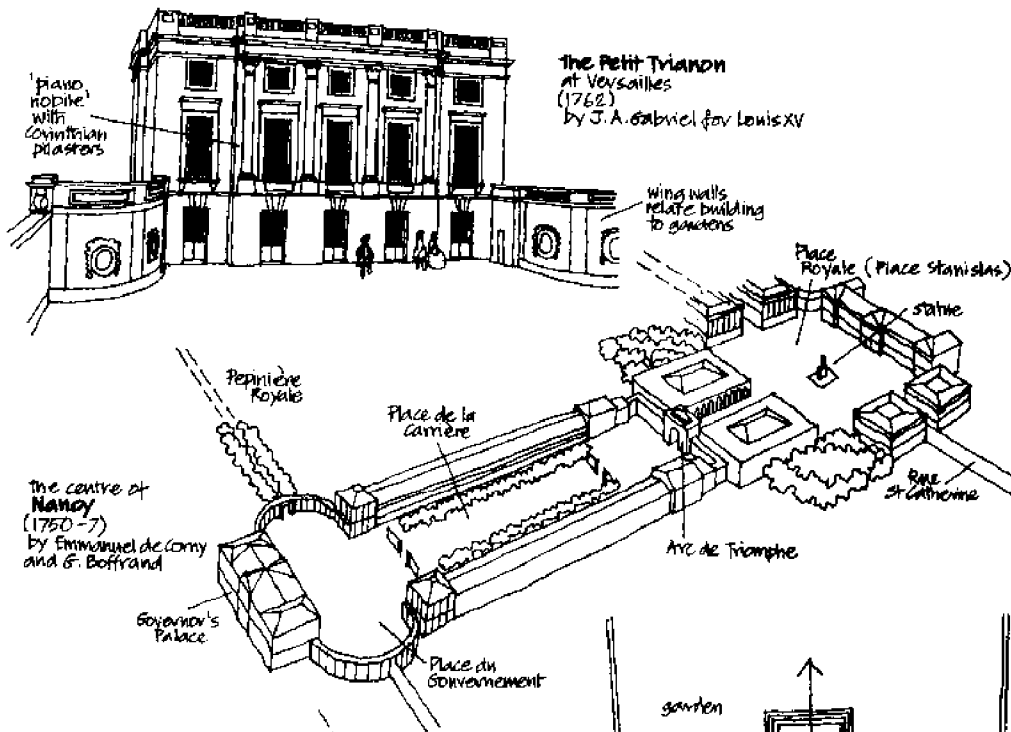 The Petit Trianon
at Versailles
(1762)
by J.A. Gabriel for Louis XV
'piano
nobile'
with
Corinthian
pilasters
wing walls
relate building
to gardens
Place
Royale (Place Stanislas)
statue
Pepinière
Royale
Place de la
Carrière
The centre of
Nancy
(1750-7)
by Emmanuel de Corny
and G. Boffrand
Rue
St Catherine
Arc de Triomphe
Governor's
Palace
Place du
Gouvernement
garden